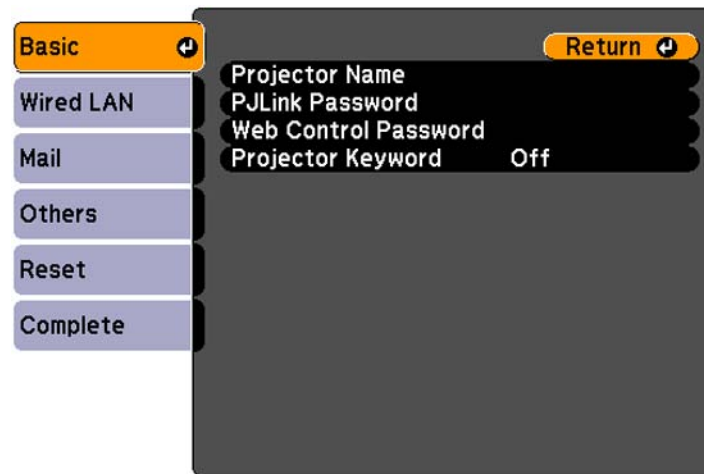 Basic
Wired LAN
Mail
Others
Reset
Complete
Return
Projector Name
PJLink Password
Web Control Password
Projector Keyword Off